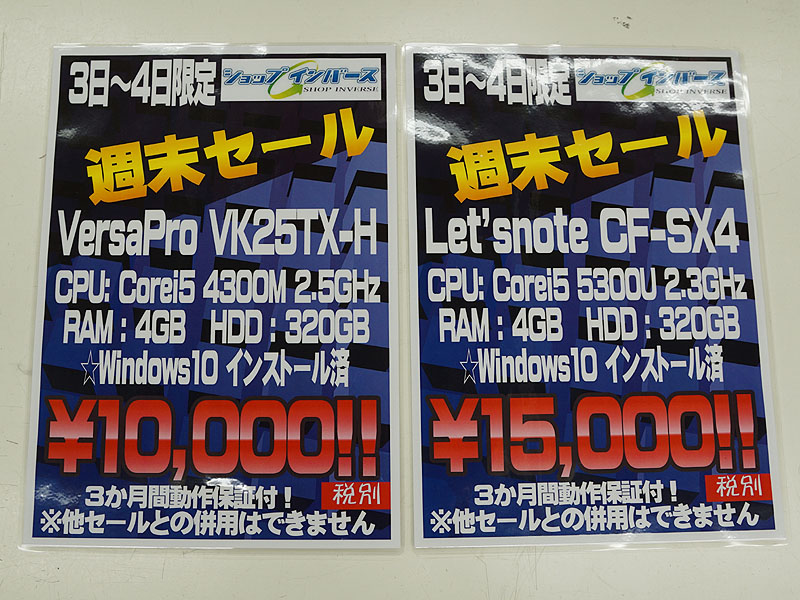 3日～4日限定
ショップインバース
SHOP INVERSE
週末セール
VersaPro VK25TX-H
CPU: Corei5 4300M 2.5GHz
RAM：4GB HDD：320GB
☆Windows10 インストール済
¥10,000!!
税別
3か月間動作保証付！
※他セールとの併用はできません
3日～4日限定
ショップインバース
SHOP INVERSE
週末セール
Let'snote CF-SX4
CPU: Corei5 5300U 2.3GHz
RAM：4GB HDD：320GB
☆Windows10 インストール済
¥15,000!!
税別
3か月間動作保証付！
※他セールとの併用はできません